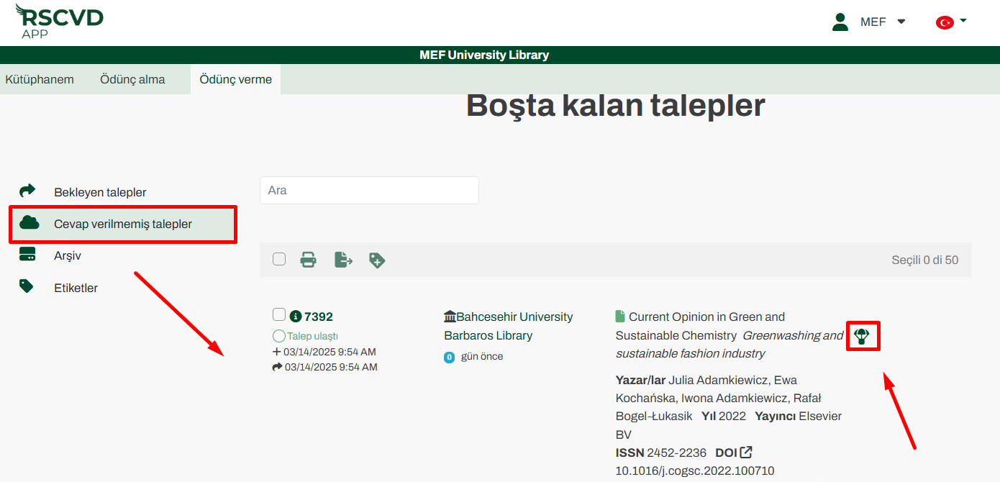 RSCVD
APP
MEF
MEF University Library
Kütüphanem
Ödünç alma
Ödünç verme
Boşta kalan talepler
Bekleyen talepler
Cevap verilmemiş talepler
Arşiv
Etiketler
Ara
Seçili 0 di 50
7392
Talep ulaştı
03/14/2025 9:54 AM
03/14/2025 9:54 AM
Bahcesehir University
Barbaros Library
0 gün önce
Current Opinion in Green and
Sustainable Chemistry Greenwashing and
sustainable fashion industry
Yazar/lar Julia Adamkiewicz, Ewa
Kochańska, Iwona Adamkiewicz, Rafał
Bogel-Łukasik Yıl 2022 Yayıncı Elsevier
BV
ISSN 2452-2236 DOI
10.1016/j.cogsc.2022.100710